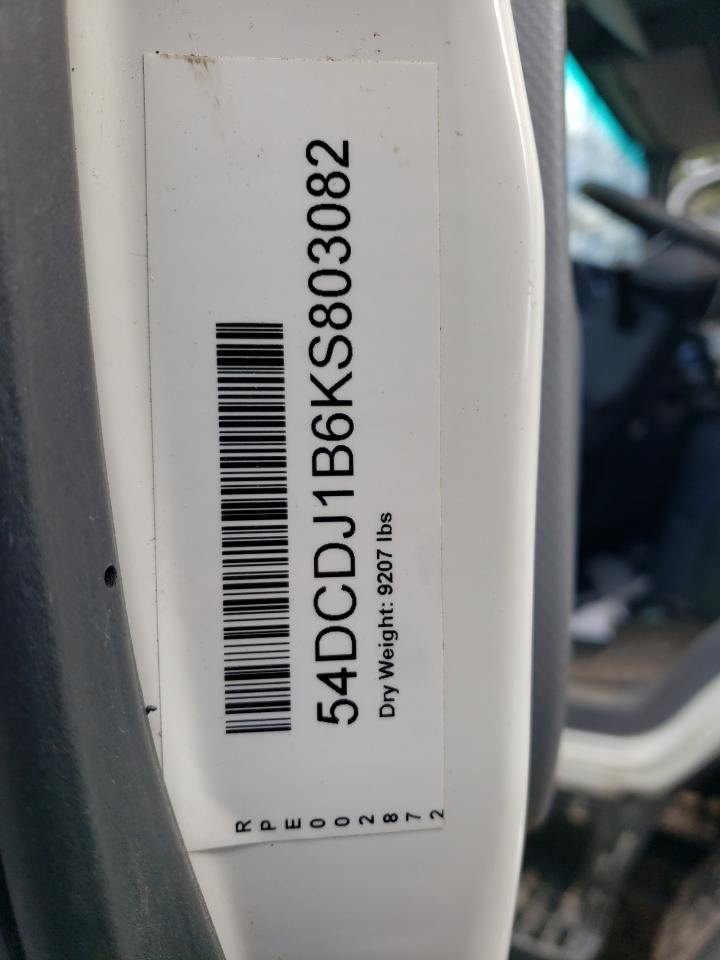 54DCDJ1B6KS803082
Dry Weight: 9207 lbs
RPE002872